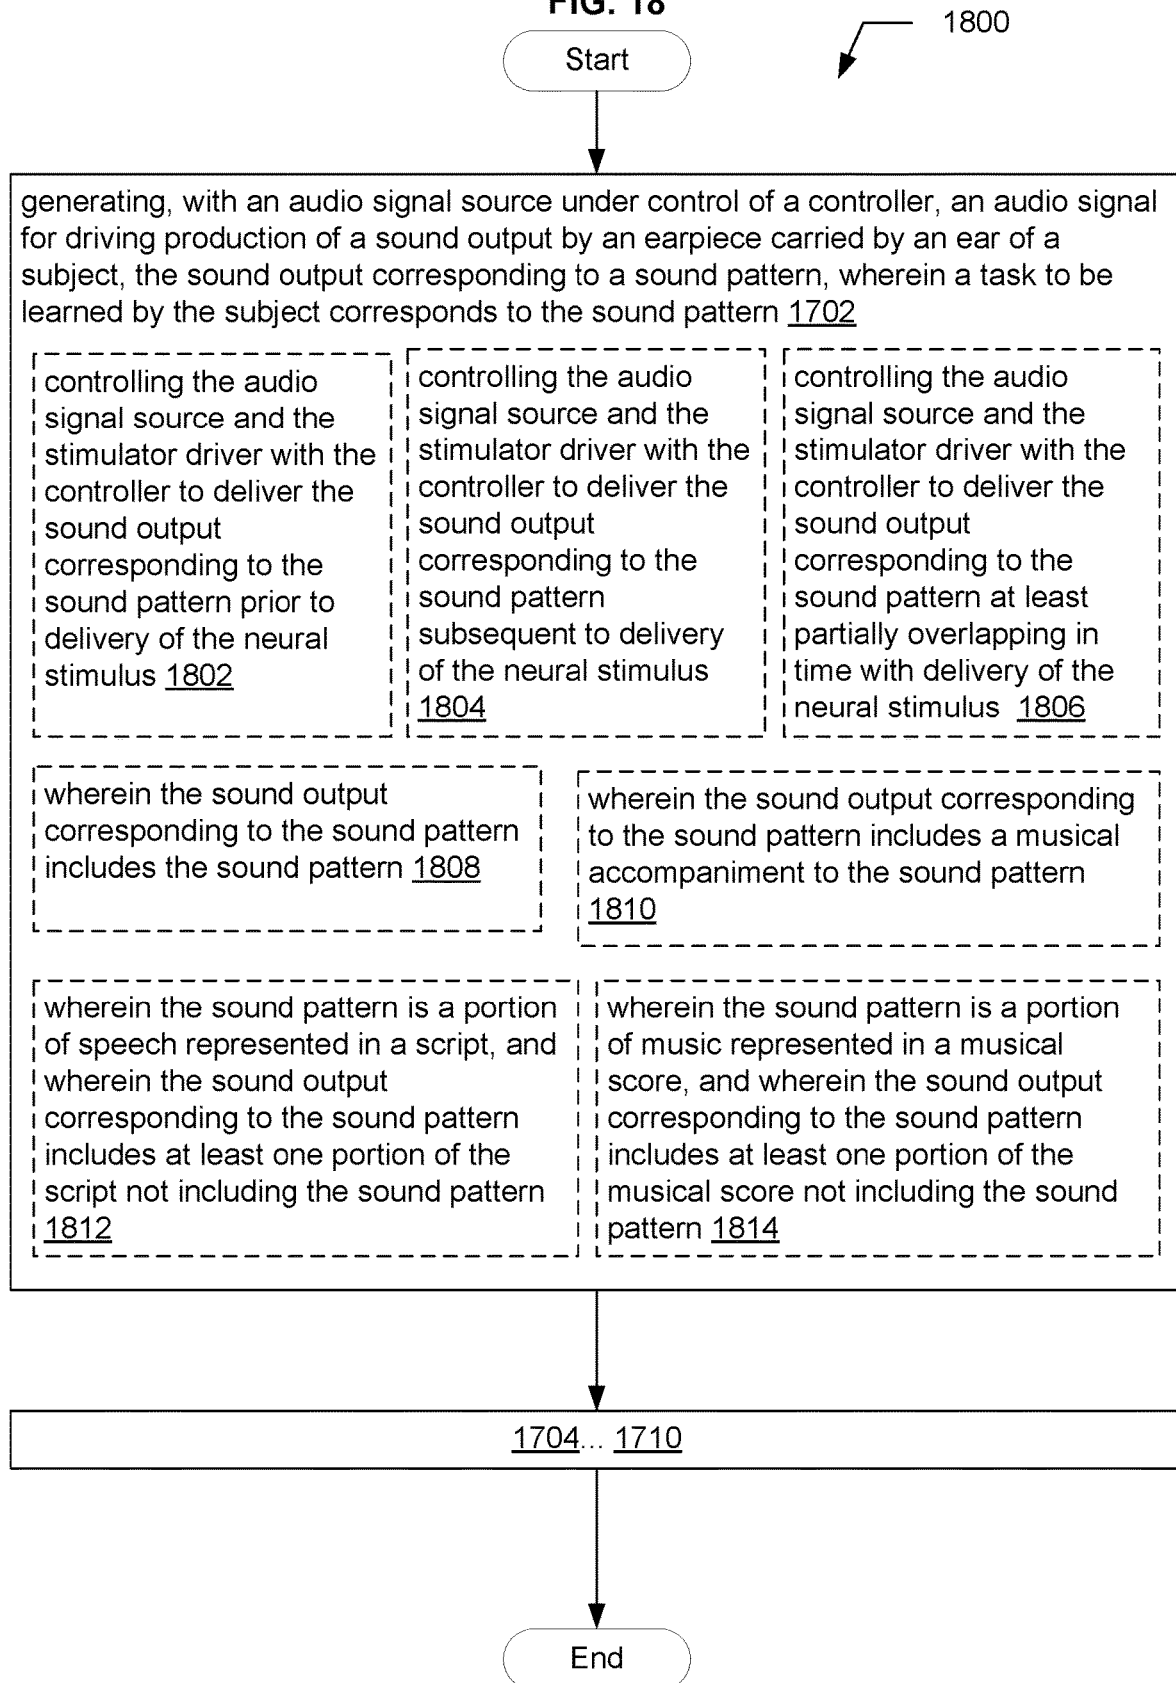 FIG. 18
1800
Start
generating, with an audio signal source under control of a controller, an audio signal
for driving production of a sound output by an earpiece carried by an ear of a
subject, the sound output corresponding to a sound pattern, wherein a task to be
learned by the subject corresponds to the sound pattern 1702
controlling the audio
signal source and the
stimulator driver with the
controller to deliver the
sound output
corresponding to the
sound pattern prior to
delivery of the neural
stimulus 1802
controlling the audio
signal source and the
stimulator driver with the
controller to deliver the
sound output
corresponding to the
sound pattern
subsequent to delivery
of the neural stimulus
1804
controlling the audio
signal source and the
stimulator driver with the
controller to deliver the
sound output
corresponding to the
sound pattern at least
partially overlapping in
time with delivery of the
neural stimulus 1806
wherein the sound output
corresponding to the sound pattern
includes the sound pattern 1808
wherein the sound output corresponding
to the sound pattern includes a musical
accompaniment to the sound pattern
1810
wherein the sound pattern is a portion
of speech represented in a script, and
wherein the sound output
corresponding to the sound pattern
includes at least one portion of the
script not including the sound pattern
1812
wherein the sound pattern is a portion
of music represented in a musical
score, and wherein the sound output
corresponding to the sound pattern
includes at least one portion of the
musical score not including the sound
pattern 1814
1704... 1710
End